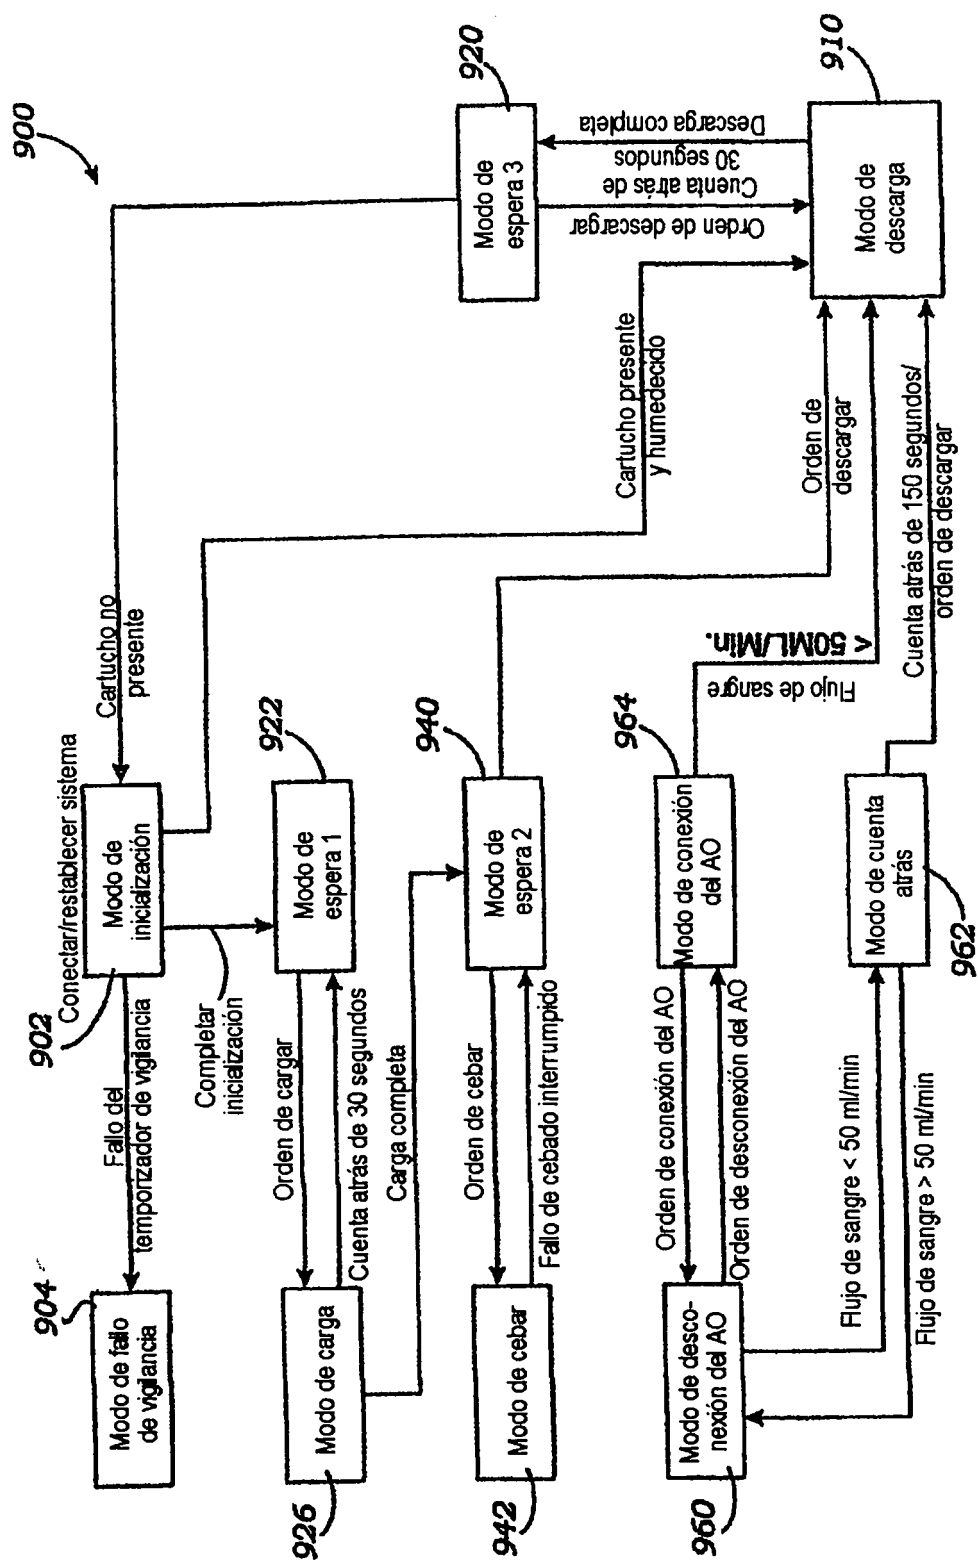 900
Conectar/restablecer sistema
902
Modo de
inicialización
Cartucho no
presente
904
Modo de fallo
de vigilancia
Fallo del
temporizador de vigilancia
Completar
inicialización
922
Modo de
espera 1
Orden de cargar
Cuenta atrás de 30 segundos
926
Modo de carga
Carga completa
940
Modo de
espera 2
Orden de cebar
Fallo de cebado interrumpido
942
Modo de cebar
964
Modo de conexión
del AO
Orden de conexión del AO
Orden de desconexión del AO
960
Modo de desco-
nexión del AO
962
Modo de cuenta
atrás
Flujo de sangre < 50 ml/min
Flujo de sangre > 50 ml/min
920
Modo de
espera 3
Orden de descargar
Cuenta atrás de
30 segundos
Descarga completa
910
Modo de
descarga
Cartucho presente
y humedecido
Orden de
descargar
Flujo de sangre
< 50ML/Min.
Cuenta atrás de 150 segundos/
orden de descargar